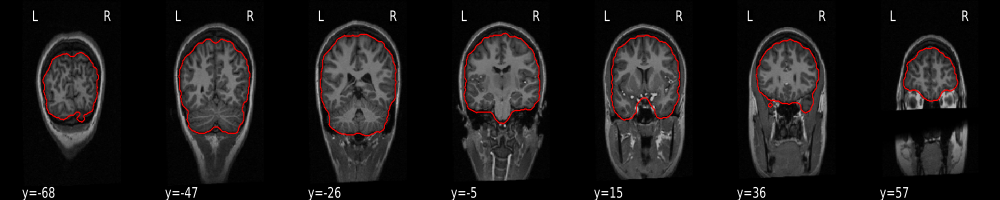 L R L R L R L R L R L R L R
y=-68 y=-47 y=-26 y=-5 y=15 y=36 y=57